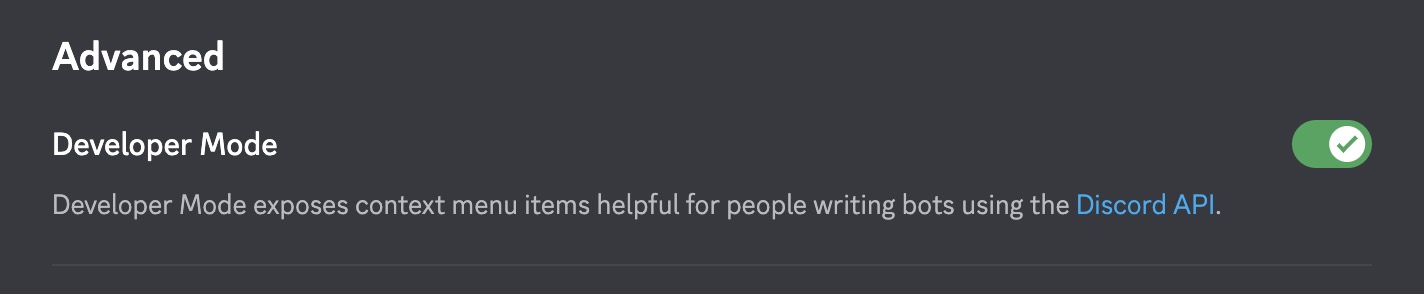 Advanced
Developer Mode
Developer Mode exposes context menu items helpful for people writing bots using the Discord API.